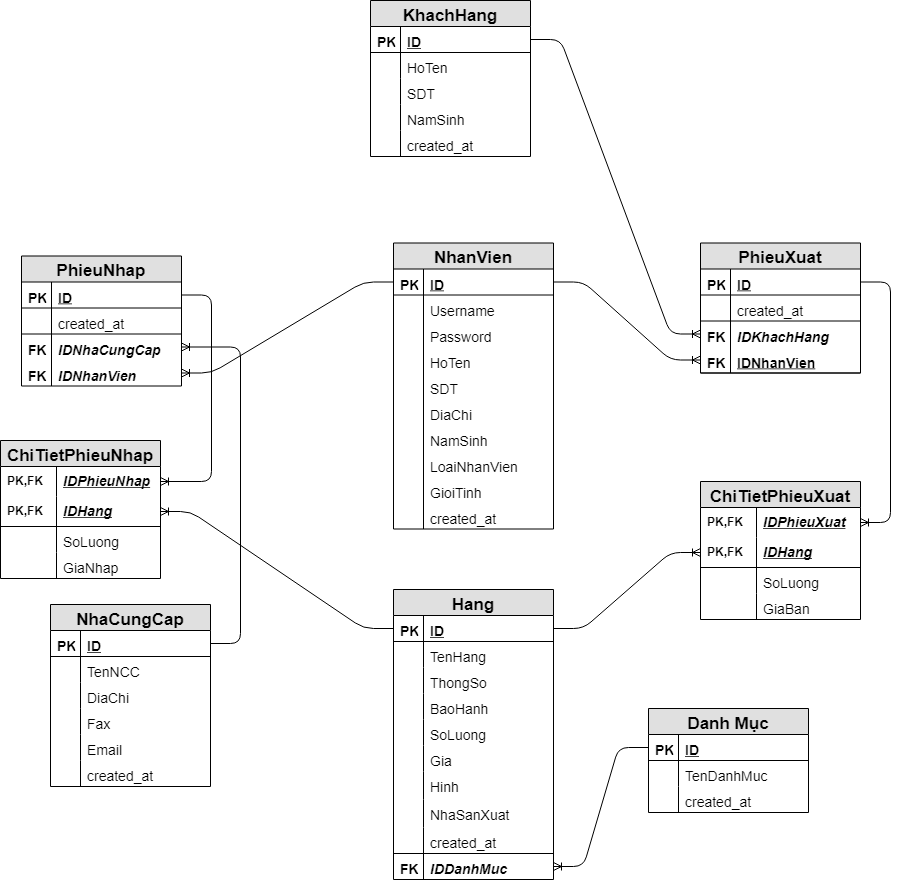 KhachHang
PK ID
HoTen
SDT
NamSinh
created_at
PhieuNhap
PK ID
created_at
FK IDNhaCungCap
FK IDNhanVien
NhanVien
PK ID
Username
Password
HoTen
SDT
DiaChi
NamSinh
LoaiNhanVien
GioiTinh
created_at
PhieuXuat
PK ID
created_at
FK IDKhachHang
FK IDNhanVien
ChiTietPhieuNhap
PK,FK IDPhieuNhap
PK,FK IDHang
SoLuong
GiaNhap
ChiTietPhieuXuat
PK,FK IDPhieuXuat
PK,FK IDHang
SoLuong
GiaBan
NhaCungCap
PK ID
TenNCC
DiaChi
Fax
Email
created_at
Hang
PK ID
TenHang
ThongSo
BaoHanh
SoLuong
Gia
Hinh
NhaSanXuat
created_at
FK IDDanhMuc
Danh Mục
PK ID
TenDanhMuc
created_at